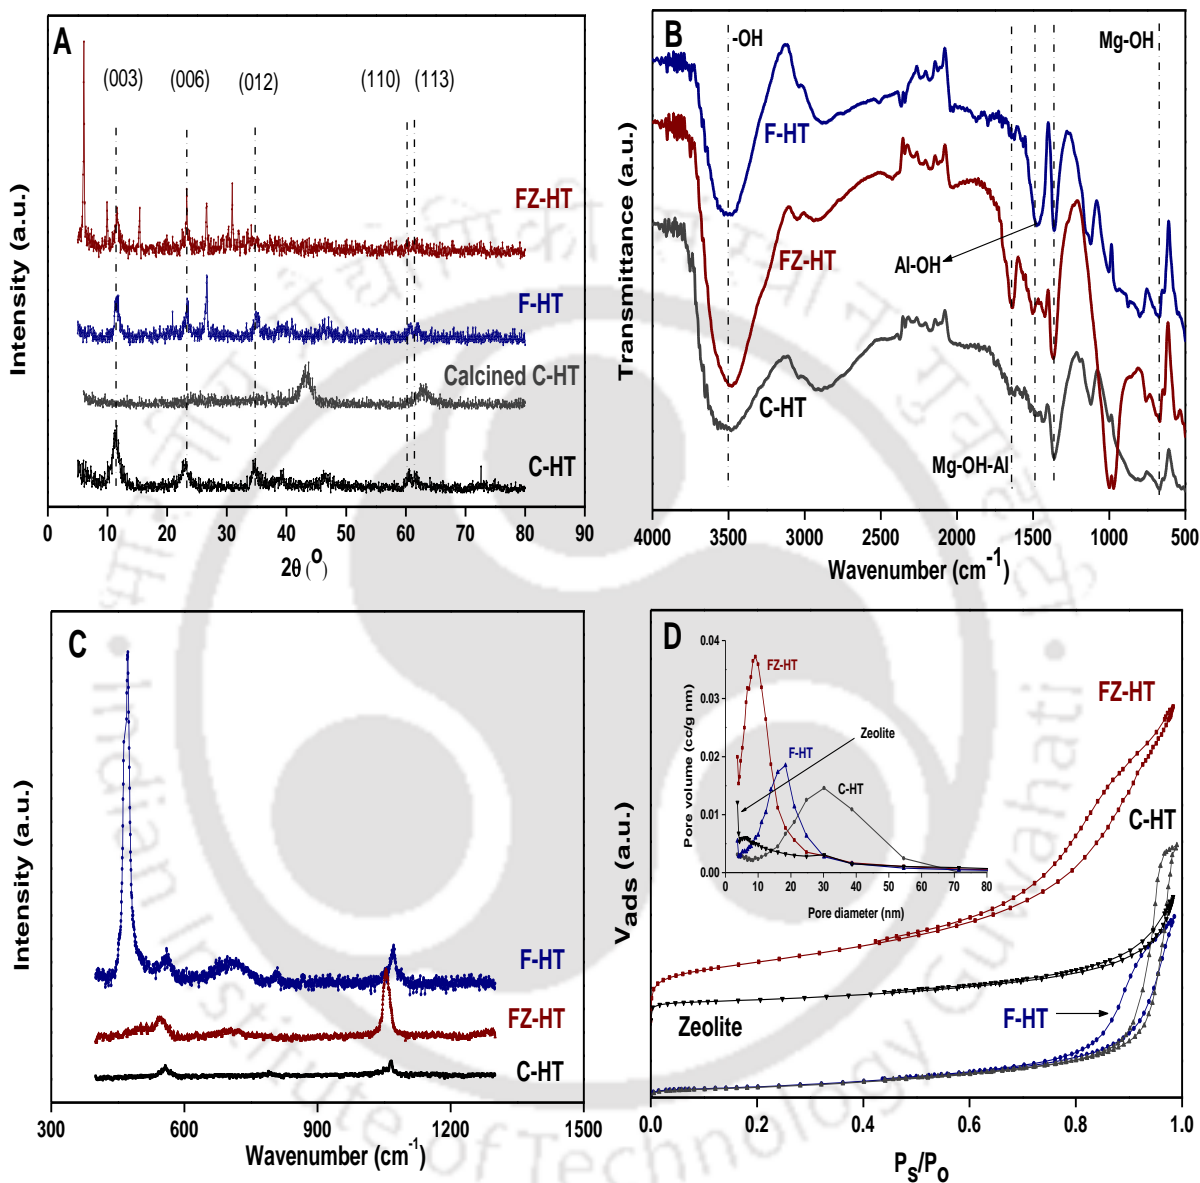 A
(003)
(006)
(012)
(110)
(113)
FZ-HT
F-HT
Calcined C-HT
C-HT
Intensity (a.u.)
0
10
20
30
40
50
60
70
80
90
2θ (°)
B
-OH
Mg-OH
F-HT
FZ-HT
Al-OH
C-HT
Mg-OH-Al
Transmittance (a.u.)
4000
3500
3000
2500
2000
1500
1000
500
Wavenumber (cm-1)
C
F-HT
FZ-HT
C-HT
Intensity (a.u.)
300
600
900
1200
1500
Wavenumber (cm-1)
D
FZ-HT
C-HT
Zeolite
F-HT
Vads (a.u.)
0.0
0.2
0.4
0.6
0.8
1.0
Ps/Po
0.04
0.03
0.02
0.01
0.00
Pore volume (cc/g nm)
FZ-HT
Zeolite
F-HT
C-HT
0
10
20
30
40
50
60
70
80
Pore diameter (nm)
Indian Institute of Technology Guwahati